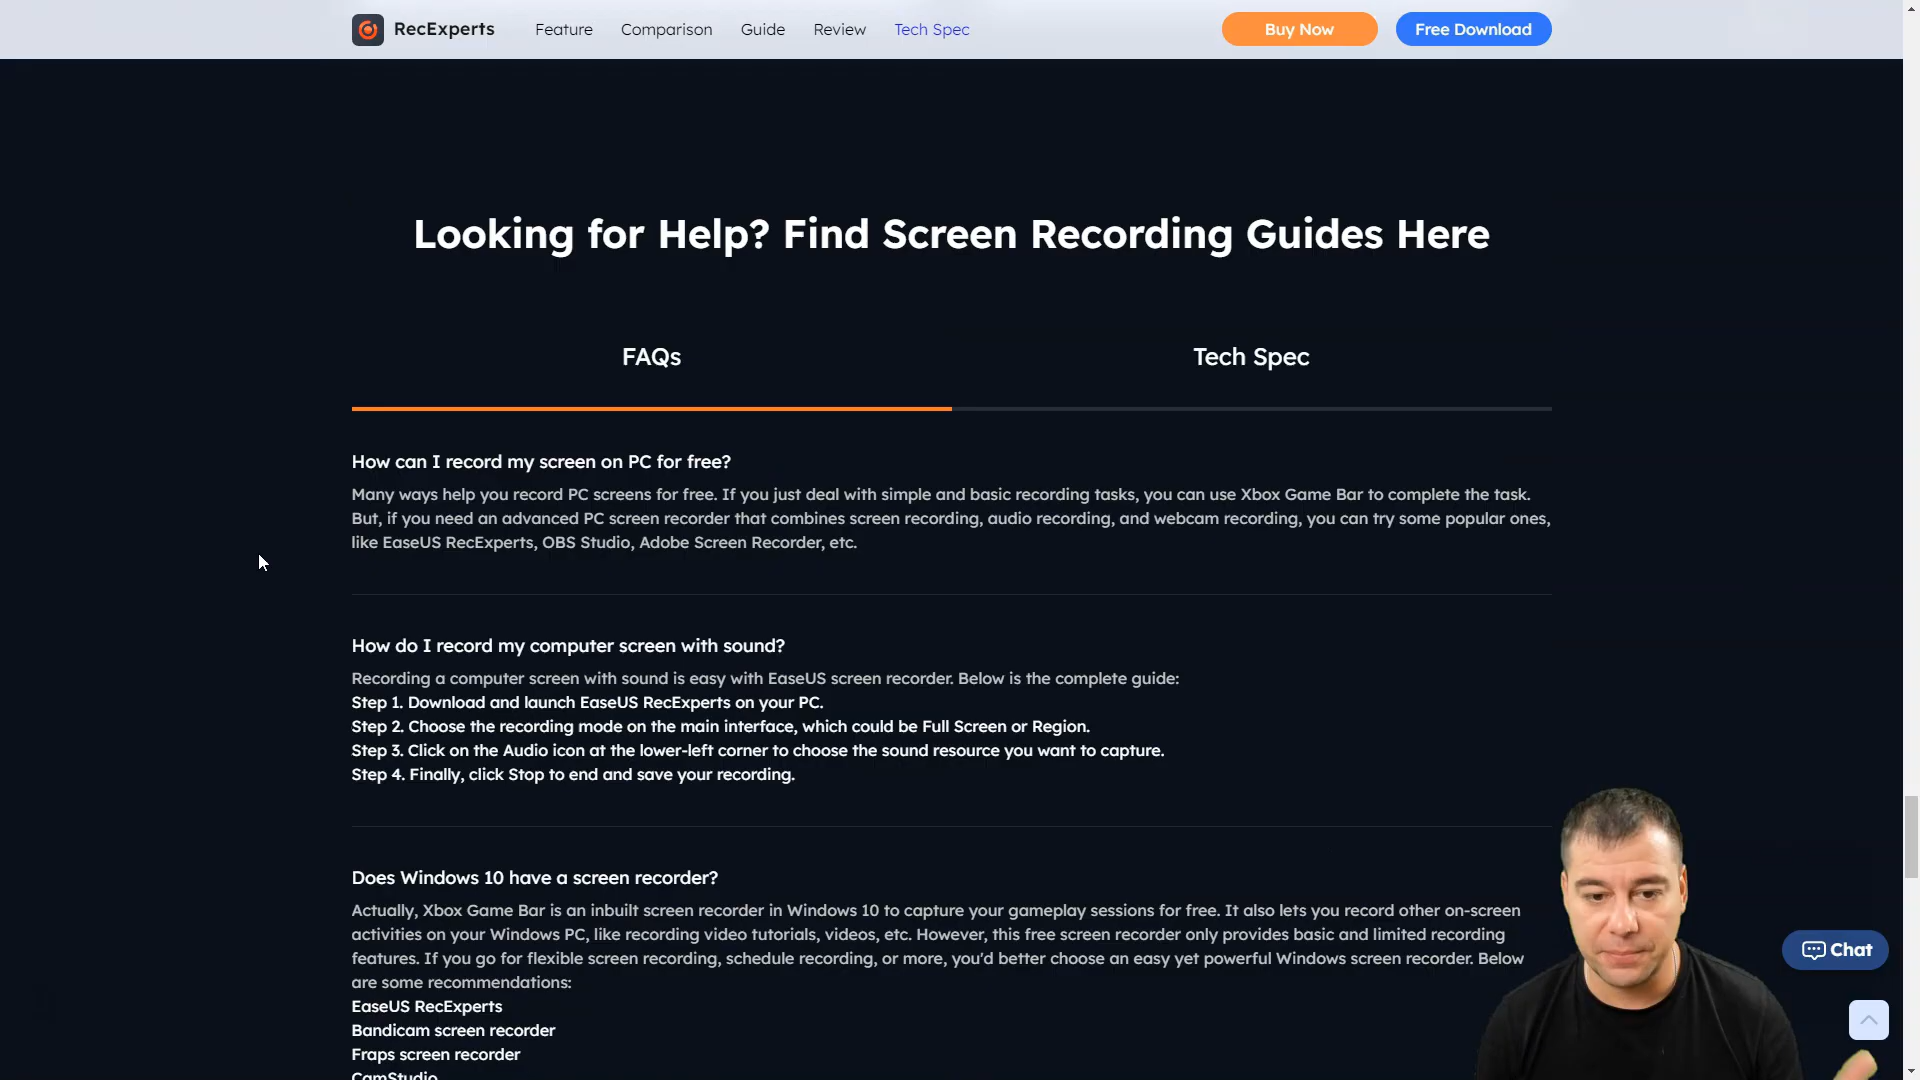 RecExperts
Feature
Comparison
Guide
Review
Tech Spec
Buy Now
Free Download
Looking for Help? Find Screen Recording Guides Here
FAQs
Tech Spec
How can I record my screen on PC for free?
Many ways help you record PC screens for free. If you just deal with simple and basic recording tasks, you can use Xbox Game Bar to complete the task.
But, if you need an advanced PC screen recorder that combines screen recording, audio recording, and webcam recording, you can try some popular ones,
like EaseUS RecExperts, OBS Studio, Adobe Screen Recorder, etc.
How do I record my computer screen with sound?
Recording a computer screen with sound is easy with EaseUS screen recorder. Below is the complete guide:
Step 1. Download and launch EaseUS RecExperts on your PC.
Step 2. Choose the recording mode on the main interface, which could be Full Screen or Region.
Step 3. Click on the Audio icon at the lower-left corner to choose the sound resource you want to capture.
Step 4. Finally, click Stop to end and save your recording.
Does Windows 10 have a screen recorder?
Actually, Xbox Game Bar is an inbuilt screen recorder in Windows 10 to capture your gameplay sessions for free. It also lets you record other on-screen
activities on your Windows PC, like recording video tutorials, videos, etc. However, this free screen recorder only provides basic and limited recording
features. If you go for flexible screen recording, schedule recording, or more, you'd better choose an easy yet powerful Windows screen recorder. Below
are some recommendations:
EaseUS RecExperts
Bandicam screen recorder
Fraps screen recorder
CamStudio
Chat